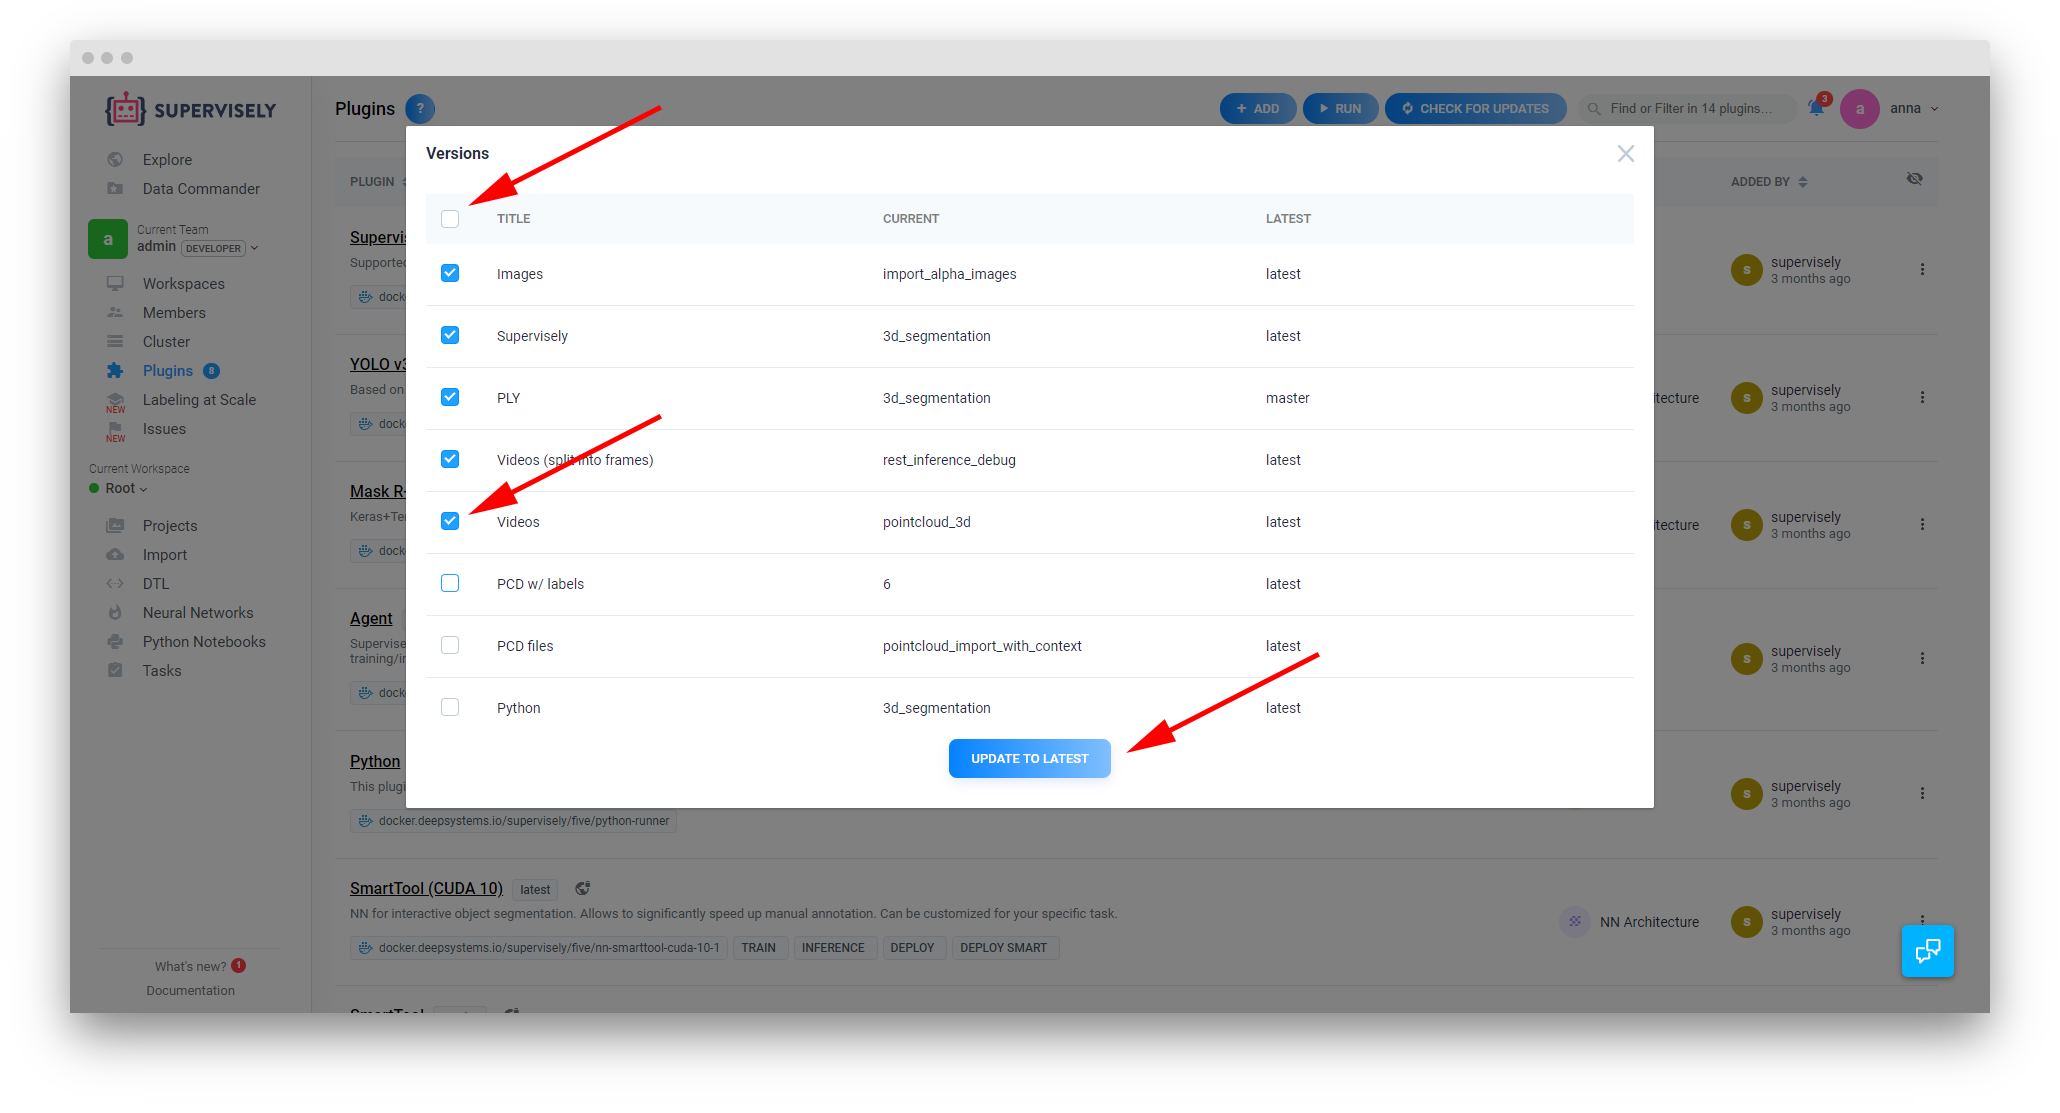 SUPERVISELY
Explore
Data Commander
a
Current Team
admin DEVELOPER
Workspaces
Members
Cluster
Plugins 8
NEW Labeling at Scale
NEW Issues
Current Workspace
Root
Projects
Import
DTL
Neural Networks
Python Notebooks
Tasks
What's new? 1
Documentation
Plugins ?
+ ADD
RUN
CHECK FOR UPDATES
Find or Filter in 14 plugins...
3
a anna
PLUGIN
ADDED BY
Versions
TITLE CURRENT LATEST
Images import_alpha_images latest
Supervisely 3d_segmentation latest
PLY 3d_segmentation master
Videos (split into frames) rest_inference_debug latest
Videos pointcloud_3d latest
PCD w/ labels 6 latest
PCD files pointcloud_import_with_context latest
Python 3d_segmentation latest
UPDATE TO LATEST
Supervis
Supported
dock
s supervisely
3 months ago
YOLO v3
Based on
dock
itecture
s supervisely
3 months ago
Mask R-
Keras+Ten
dock
itecture
s supervisely
3 months ago
Agent
Supervise
training/in
dock
s supervisely
3 months ago
Python
This plugi
docker.deepsystems.io/supervisely/five/python-runner
s supervisely
3 months ago
SmartTool (CUDA 10) latest
NN for interactive object segmentation. Allows to significantly speed up manual annotation. Can be customized for your specific task.
docker.deepsystems.io/supervisely/five/nn-smarttool-cuda-10-1 TRAIN INFERENCE DEPLOY DEPLOY SMART
NN Architecture
s supervisely
3 months ago
SmartTool